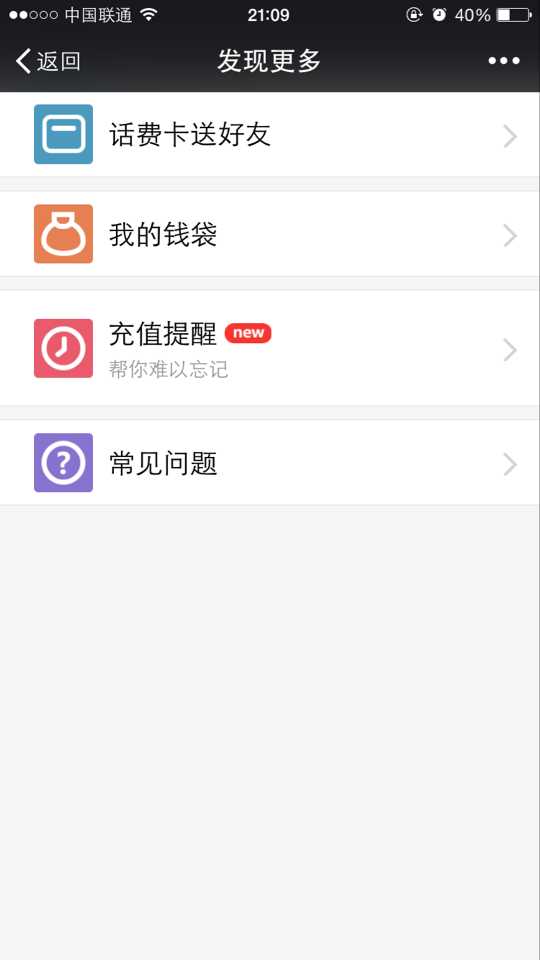 中国联通
21:09
40%
返回
发现更多
话费卡送好友
我的钱袋
充值提醒 new
帮你难以忘记
常见问题